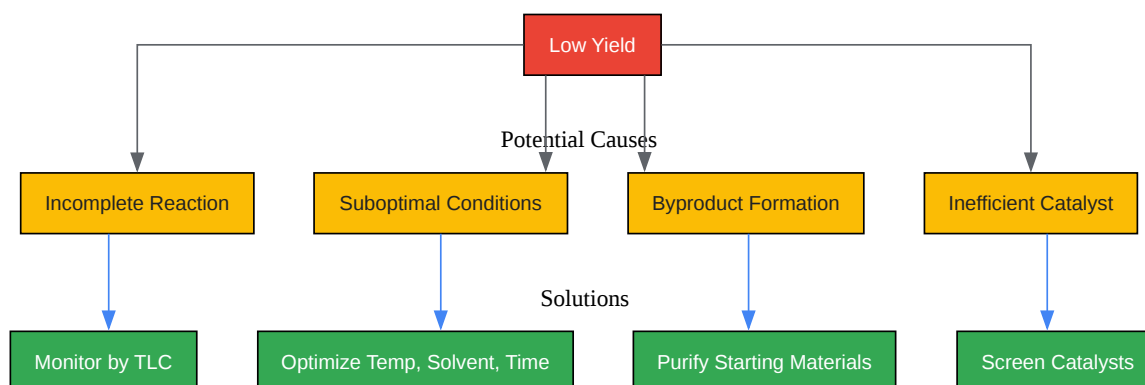 Low Yield
Potential Causes
Incomplete Reaction
Suboptimal Conditions
Byproduct Formation
Inefficient Catalyst
Solutions
Monitor by TLC
Optimize Temp, Solvent, Time
Purify Starting Materials
Screen Catalysts